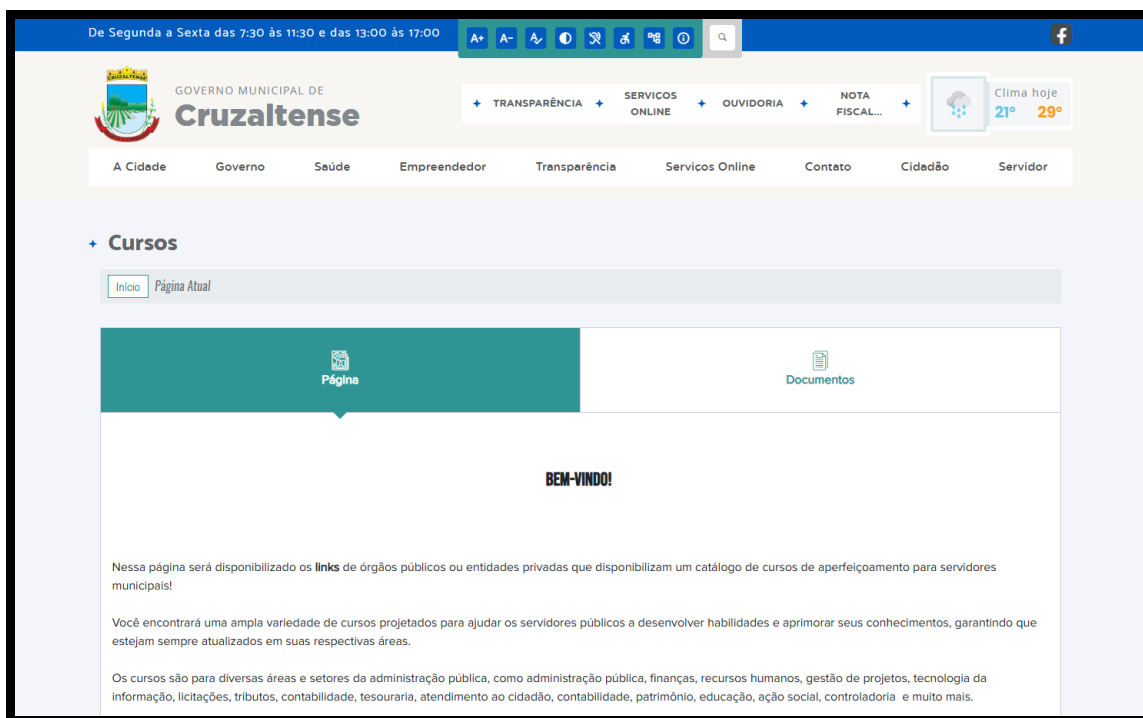 De Segunda a Sexta das 7:30 às 11:30 e das 13:00 às 17:00
A+ A-
CRUZALTENSE
GOVERNO MUNICIPAL DE
Cruzaltense
TRANSPARÊNCIA
SERVIÇOS
ONLINE
OUVIDORIA
NOTA
FISCAL...
Clima hoje
21° 29°
A Cidade Governo Saúde Empreendedor Transparência Serviços Online Contato Cidadão Servidor
Cursos
Início Página Atual
Página
Documentos
BEM-VINDO!
Nessa página será disponibilizado os links de órgãos públicos ou entidades privadas que disponibilizam um catálogo de cursos de aperfeiçoamento para servidores
municipais!
Você encontrará uma ampla variedade de cursos projetados para ajudar os servidores públicos a desenvolver habilidades e aprimorar seus conhecimentos, garantindo que
estejam sempre atualizados em suas respectivas áreas.
Os cursos são para diversas áreas e setores da administração pública, como administração pública, finanças, recursos humanos, gestão de projetos, tecnologia da
informação, licitações, tributos, contabilidade, tesouraria, atendimento ao cidadão, contabilidade, patrimônio, educação, ação social, controladoria e muito mais.